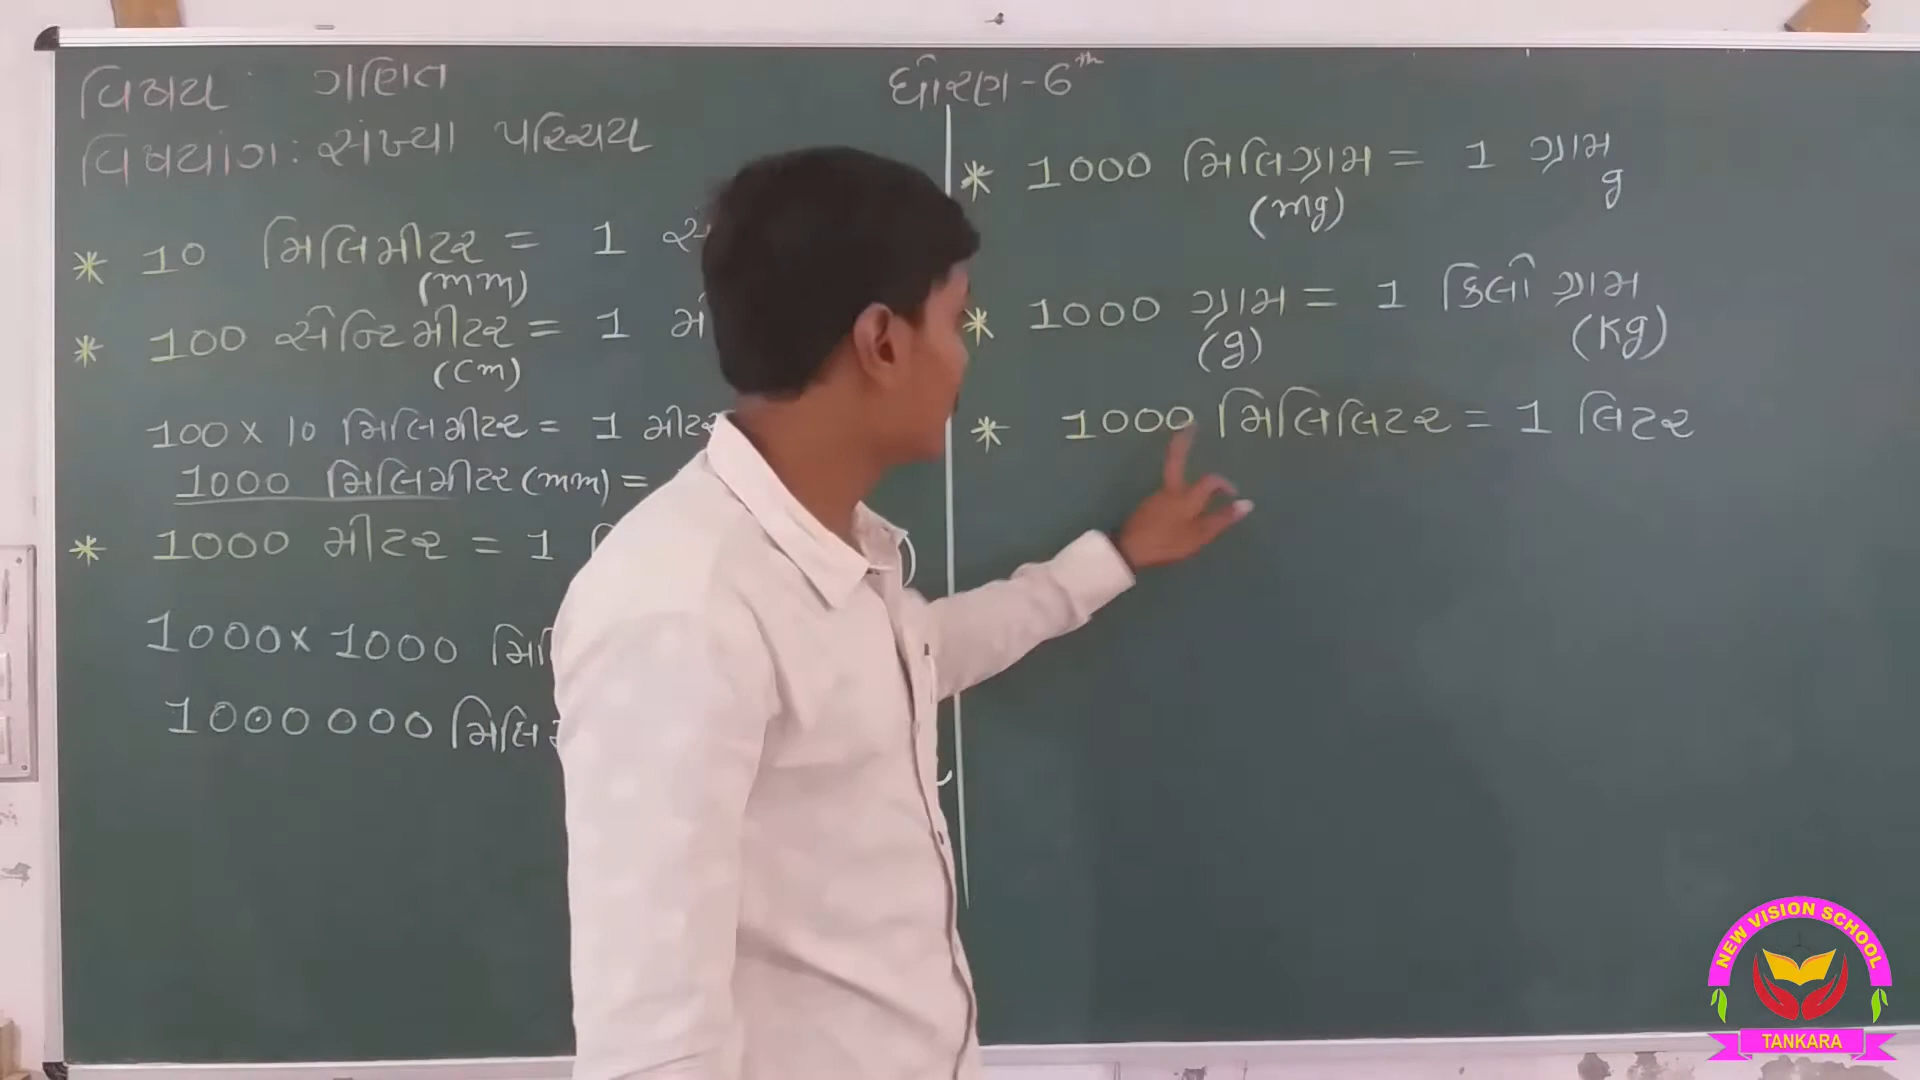 વિષય: ગણિત
વિષયાંગ: સંખ્યા પરિચય
* 10 મિલિમીટર = 1
(mm)
* 100 સેન્ટિમીટર = 1
(cm)
100 x 10 મિલિમીટર = 1 મીટર
1000 મિલિમીટર (mm) =
* 1000 મીટર = 1
1000 x 1000
1000 000
ધોરણ-6th
* 1000 મિલિગ્રામ = 1 ગ્રામ
(mg) g
* 1000 ગ્રામ = 1 કિલો ગ્રામ
(g) (Kg)
* 1000 મિલિલિટર = 1 લિટર
NEW VISION SCHOOL
TANKARA